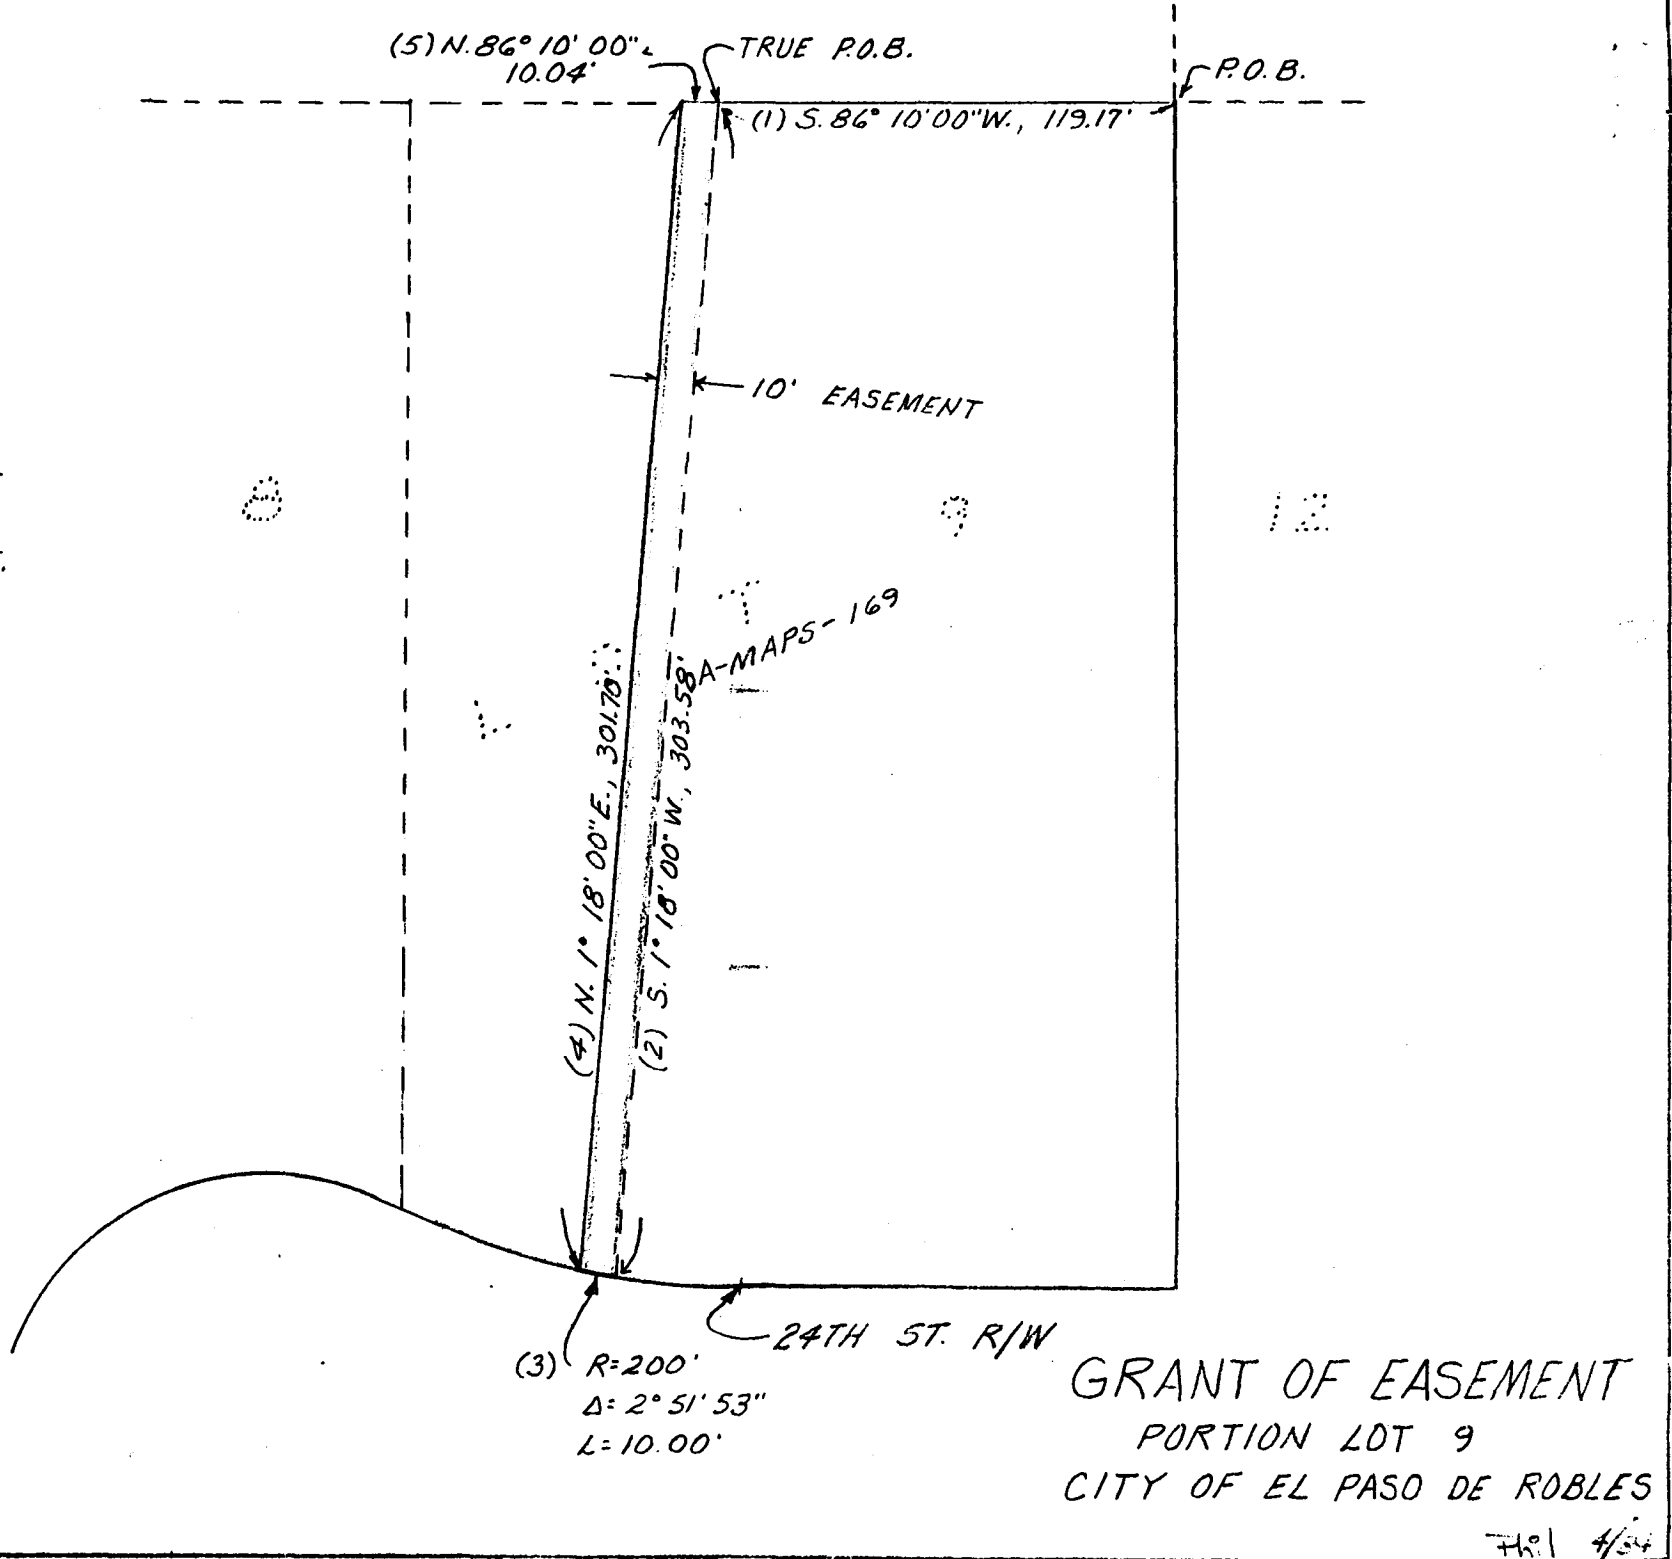 (5) N. 86° 10' 00"
10.04'
TRUE P.O.B.
P.O.B.
(1) S. 86° 10' 00" W., 119.17'
10' EASEMENT
8
9
12
L O T
A-MAPS-169
(4) N. 1° 18' 00" E., 301.70'
(2) S. 1° 18' 00" W., 303.58'
24TH ST. R/W
(3) R=200'
Δ= 2° 51' 53"
L=10.00'
GRANT OF EASEMENT
PORTION LOT 9
CITY OF EL PASO DE ROBLES